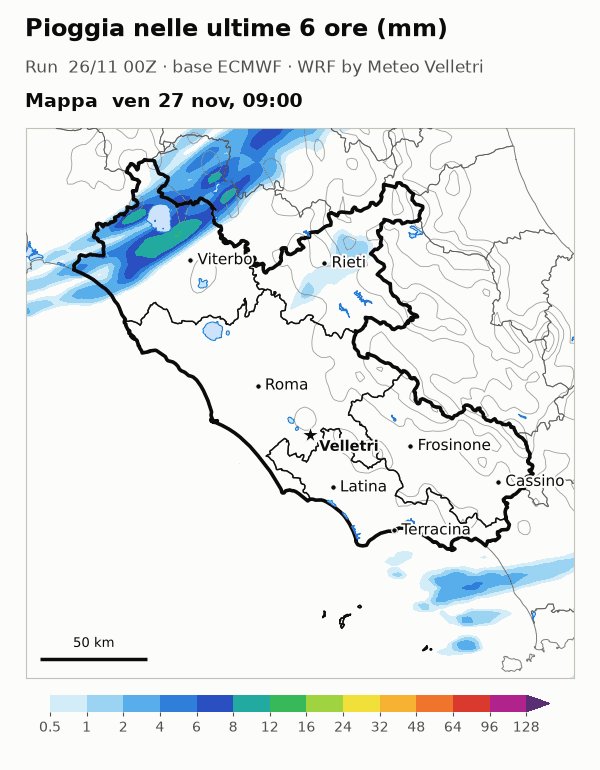 Pioggia nelle ultime 6 ore (mm)
Run  26/11 00Z · base ECMWF · WRF by Meteo Velletri
Mappa  ven 27 nov, 09:00
Viterbo
Rieti
Roma
Velletri
Frosinone
Latina
Cassino
Terracina
50 km
0.5 1 2 4 6 8 12 16 24 32 48 64 96 128